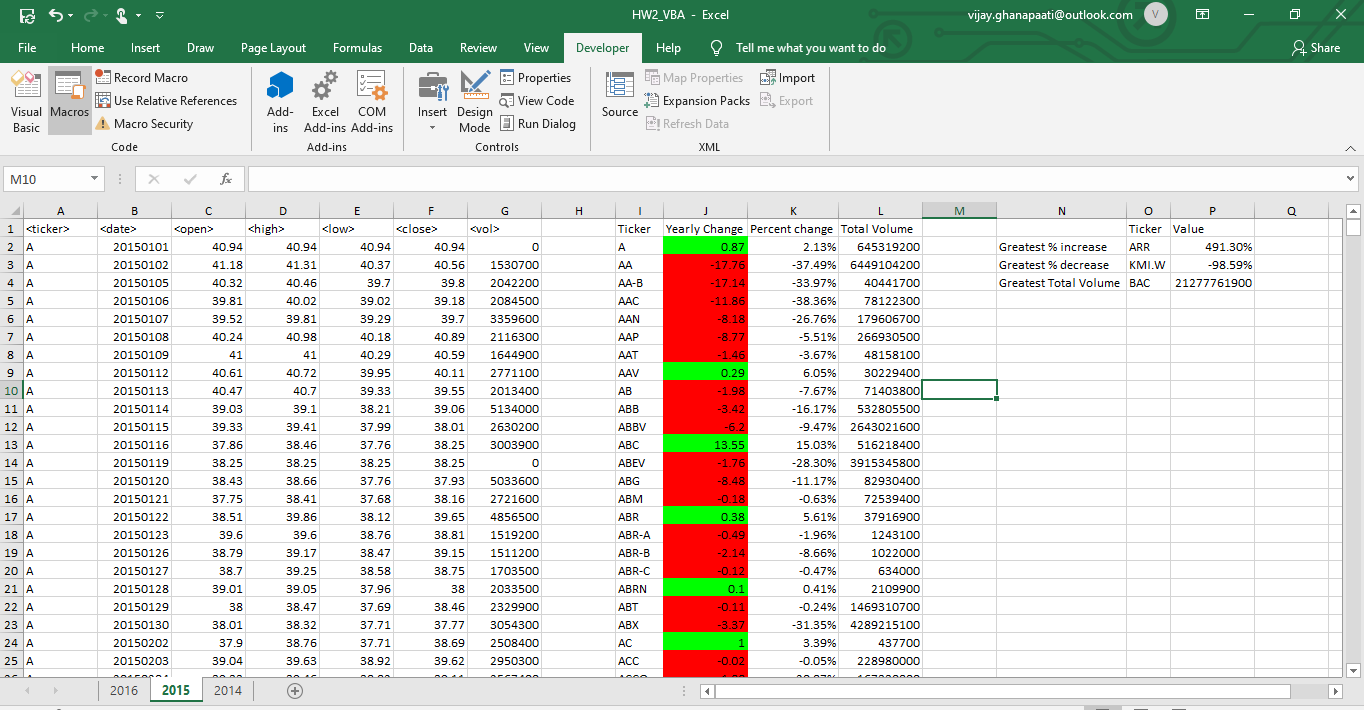 HW2_VBA - Excel
vijay.ghanapaati@outlook.com V
File Home Insert Draw Page Layout Formulas Data Review View Developer Help Tell me what you want to do Share
Visual Basic
Macros
Record Macro
Use Relative References
Macro Security
Code
Add-ins
Excel Add-ins
COM Add-ins
Add-ins
Insert
Design Mode
Properties
View Code
Run Dialog
Controls
Source
Map Properties
Expansion Packs
Refresh Data
Import
Export
XML
M10 fx
A B C D E F G H I J K L M N O P Q
1 <ticker> <date> <open> <high> <low> <close> <vol> Ticker Yearly Change Percent change Total Volume Ticker Value
2 A 20150101 40.94 40.94 40.94 40.94 0 A 0.87 2.13% 645319200 Greatest % increase ARR 491.30%
3 A 20150102 41.18 41.31 40.37 40.56 1530700 AA -17.76 -37.49% 6449104200 Greatest % decrease KMI.W -98.59%
4 A 20150105 40.32 40.46 39.7 39.8 2042200 AA-B -17.14 -33.97% 40441700 Greatest Total Volume BAC 21277761900
5 A 20150106 39.81 40.02 39.02 39.18 2084500 AAC -11.86 -38.36% 78122300
6 A 20150107 39.52 39.81 39.29 39.7 3359600 AAN -8.18 -26.76% 179606700
7 A 20150108 40.24 40.98 40.18 40.89 2116300 AAP -8.77 -5.51% 266930500
8 A 20150109 41 41 40.29 40.59 1644900 AAT -1.46 -3.67% 48158100
9 A 20150112 40.61 40.72 39.95 40.11 2771100 AAV 0.29 6.05% 30229400
10 A 20150113 40.47 40.7 39.33 39.55 2013400 AB -1.98 -7.67% 71403800
11 A 20150114 39.03 39.1 38.21 39.06 5134000 ABB -3.42 -16.17% 532805500
12 A 20150115 39.33 39.41 37.99 38.01 2630200 ABBV -6.2 -9.47% 2643021600
13 A 20150116 37.86 38.46 37.76 38.25 3003900 ABC 13.55 15.03% 516218400
14 A 20150119 38.25 38.25 38.25 38.25 0 ABEV -1.76 -28.30% 3915345800
15 A 20150120 38.43 38.66 37.76 37.93 5033600 ABG -8.48 -11.17% 82930400
16 A 20150121 37.75 38.41 37.68 38.16 2721600 ABM -0.18 -0.63% 72539400
17 A 20150122 38.51 39.86 38.12 39.65 4856500 ABR 0.38 5.61% 37916900
18 A 20150123 39.6 39.6 38.76 38.81 1519200 ABR-A -0.49 -1.96% 1243100
19 A 20150126 38.79 39.17 38.47 39.15 1511200 ABR-B -2.14 -8.66% 1022000
20 A 20150127 38.7 39.25 38.58 38.75 1703500 ABR-C -0.12 -0.47% 634000
21 A 20150128 39.01 39.05 37.96 38 2033500 ABRN 0.1 0.41% 2109900
22 A 20150129 38 38.47 37.69 38.46 2329900 ABT -0.11 -0.24% 1469310700
23 A 20150130 38.01 38.32 37.71 37.77 3054300 ABX -3.37 -31.35% 4289215100
24 A 20150202 37.9 38.76 37.71 38.69 2508400 AC 1 3.39% 437700
25 A 20150203 39.04 39.63 38.92 39.62 2950300 ACC -0.02 -0.05% 228980000
2016 2015 2014